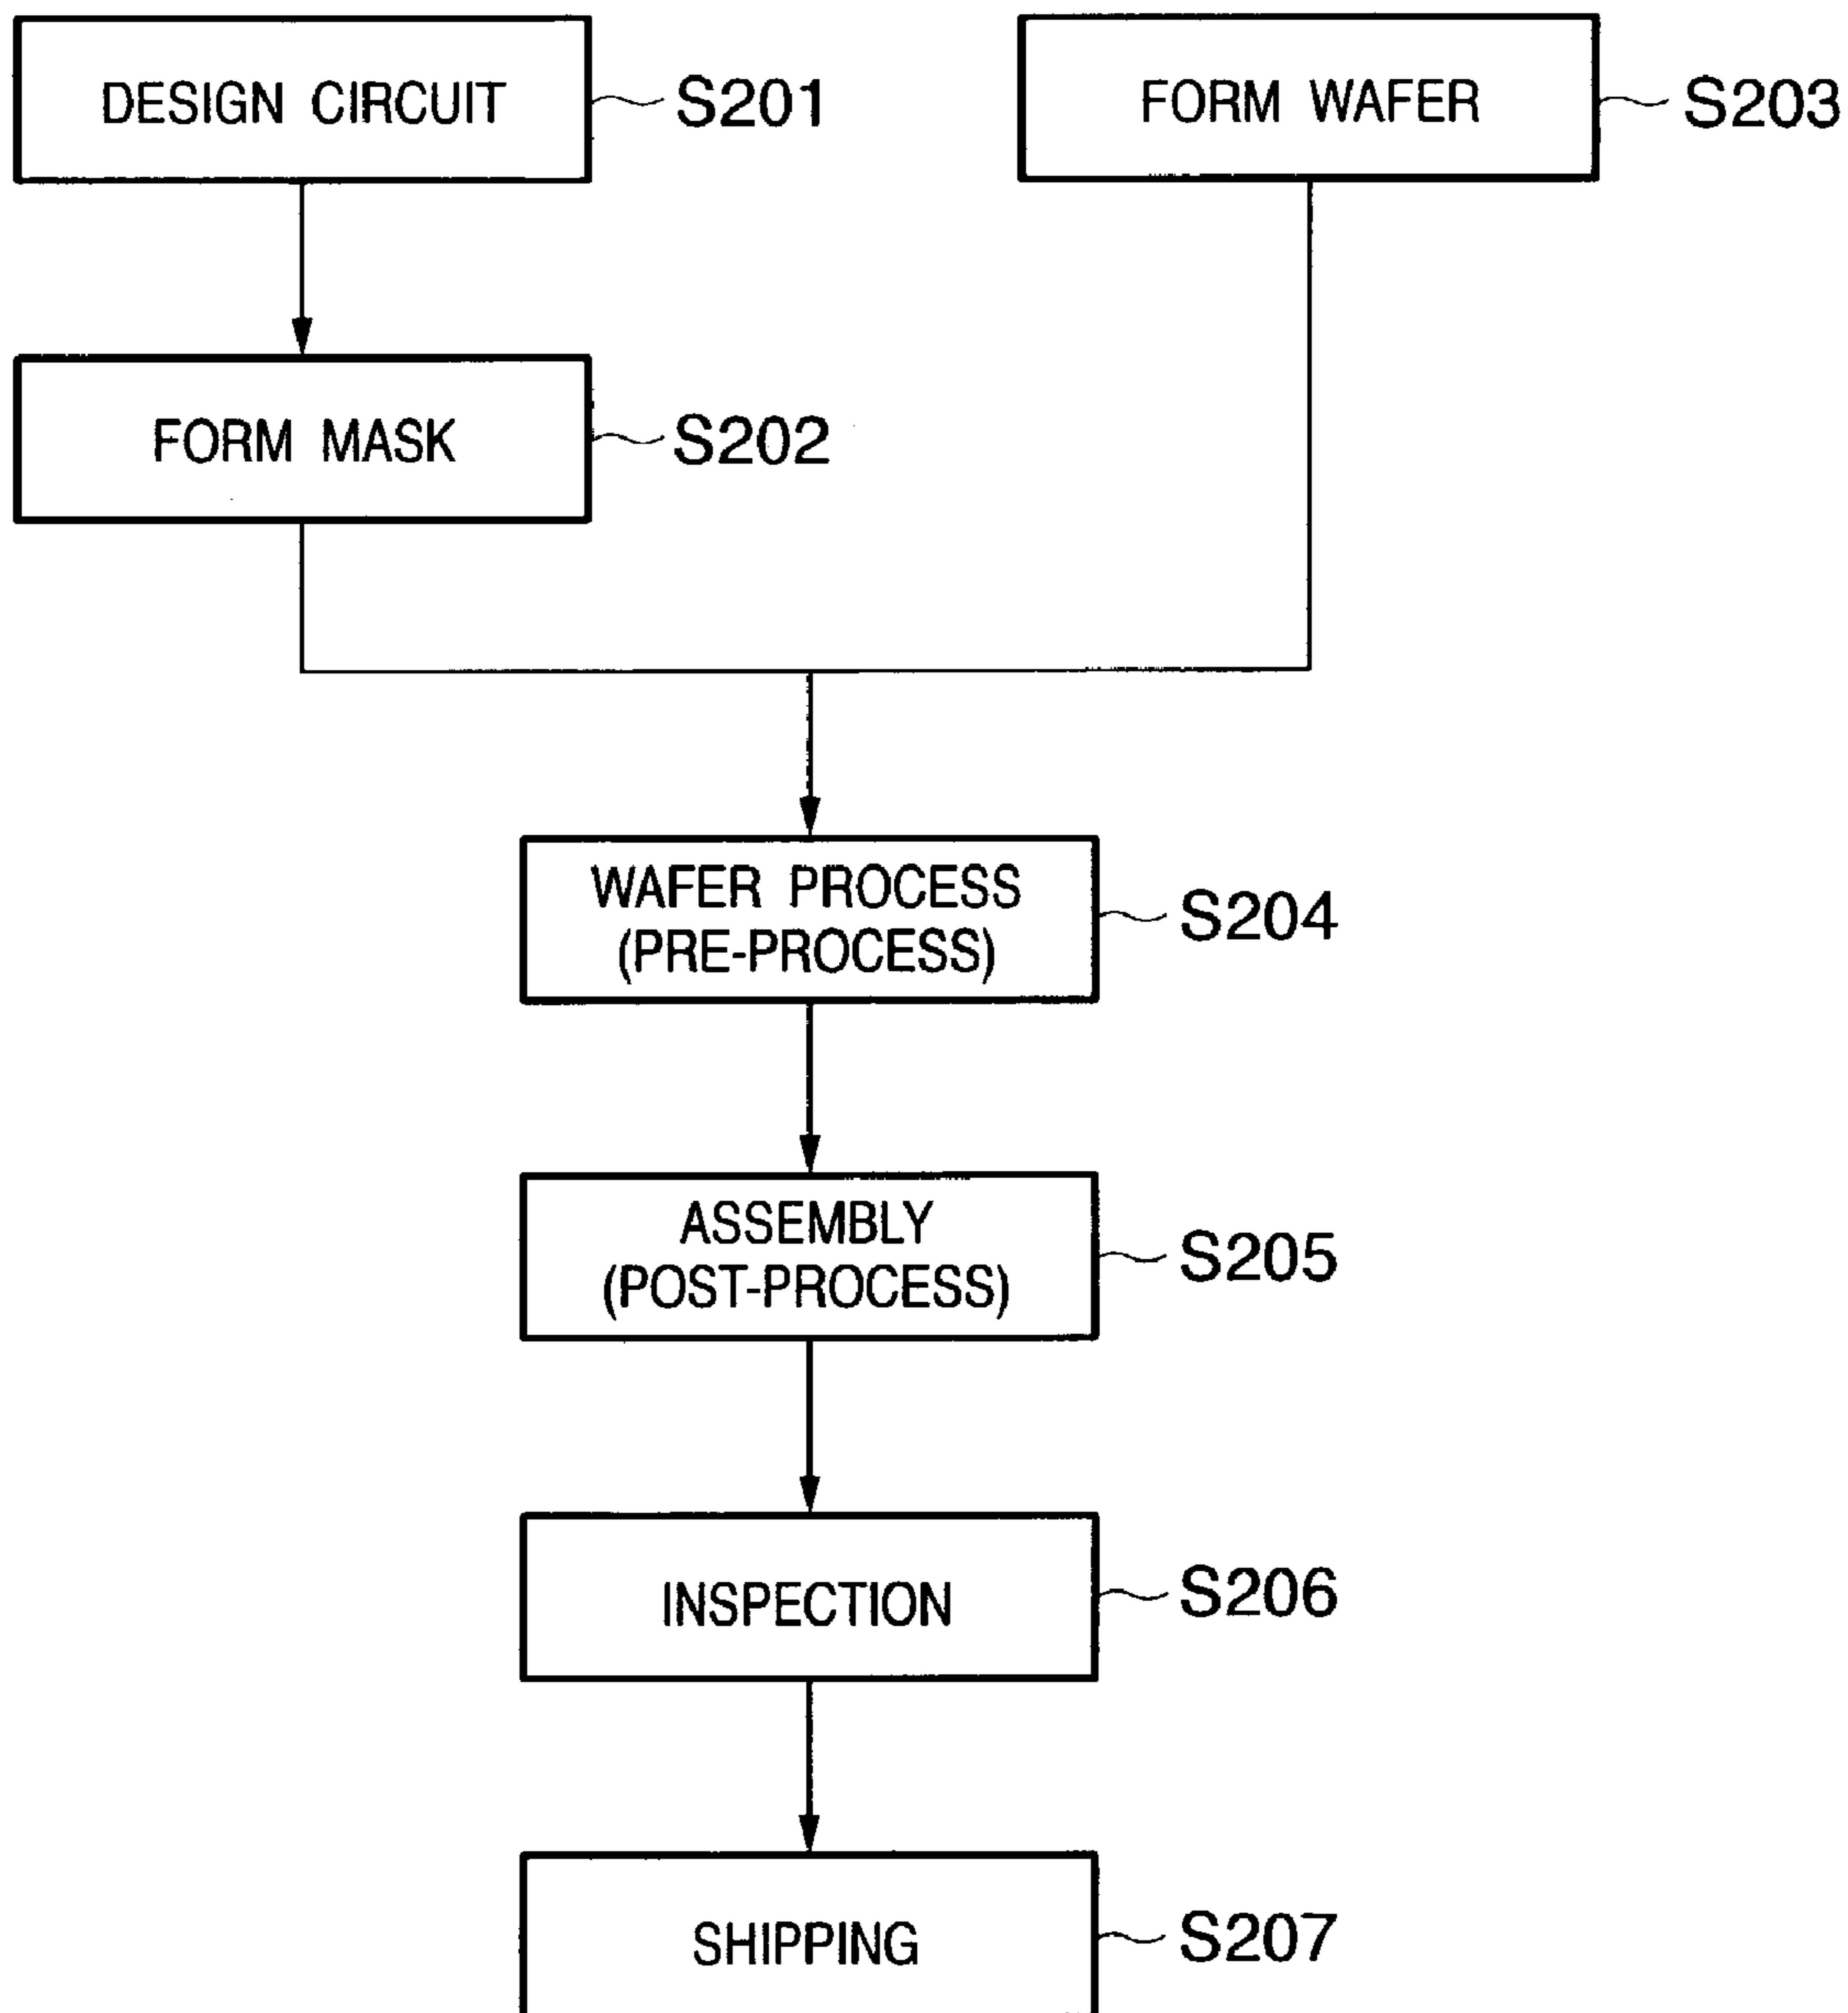 DESIGN CIRCUIT S201
FORM WAFER S203
FORM MASK S202
WAFER PROCESS
(PRE-PROCESS) S204
ASSEMBLY
(POST-PROCESS) S205
INSPECTION S206
SHIPPING S207